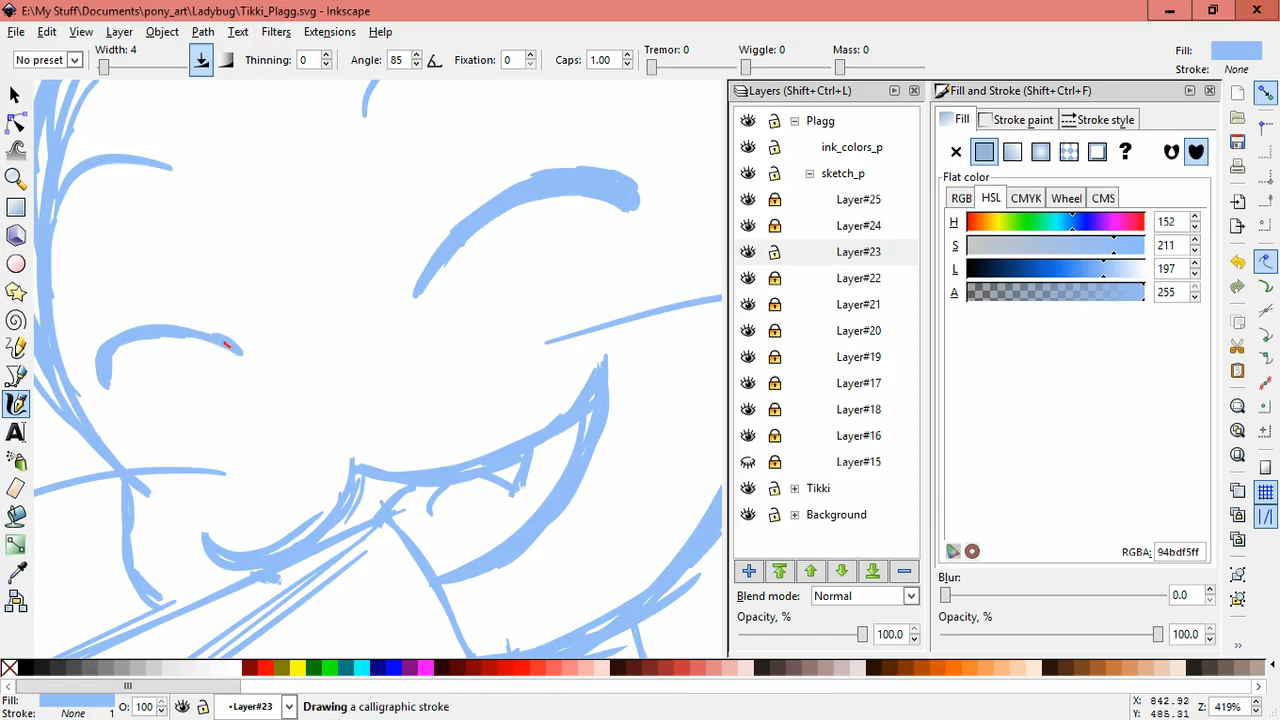 E:\My Stuff\Documents\pony_art\Ladybug\Tikki_Plagg.svg - Inkscape
File Edit View Layer Object Path Text Filters Extensions Help
No preset Width: 4 Thinning: 0 Angle: 85 Fixation: 0 Caps: 1.00 Tremor: 0 Wiggle: 0 Mass: 0 Fill:
Stroke: None
Layers (Shift+Ctrl+L)
Plagg
ink_colors_p
sketch_p
Layer#25
Layer#24
Layer#23
Layer#22
Layer#21
Layer#20
Layer#19
Layer#17
Layer#18
Layer#16
Layer#15
Tikki
Background
Blend mode: Normal
Opacity, %
100.0
Fill and Stroke (Shift+Ctrl+F)
Fill Stroke paint Stroke style
?
Flat color
RGB HSL CMYK Wheel CMS
H 152
S 211
L 197
A 255
RGBA: 94bdf5ff
Blur:
0.0
Opacity, %
100.0
Fill:
Stroke: None 1 O: 100 •Layer#23 Drawing a calligraphic stroke X: 842.92
Y: 485.31 Z: 419%